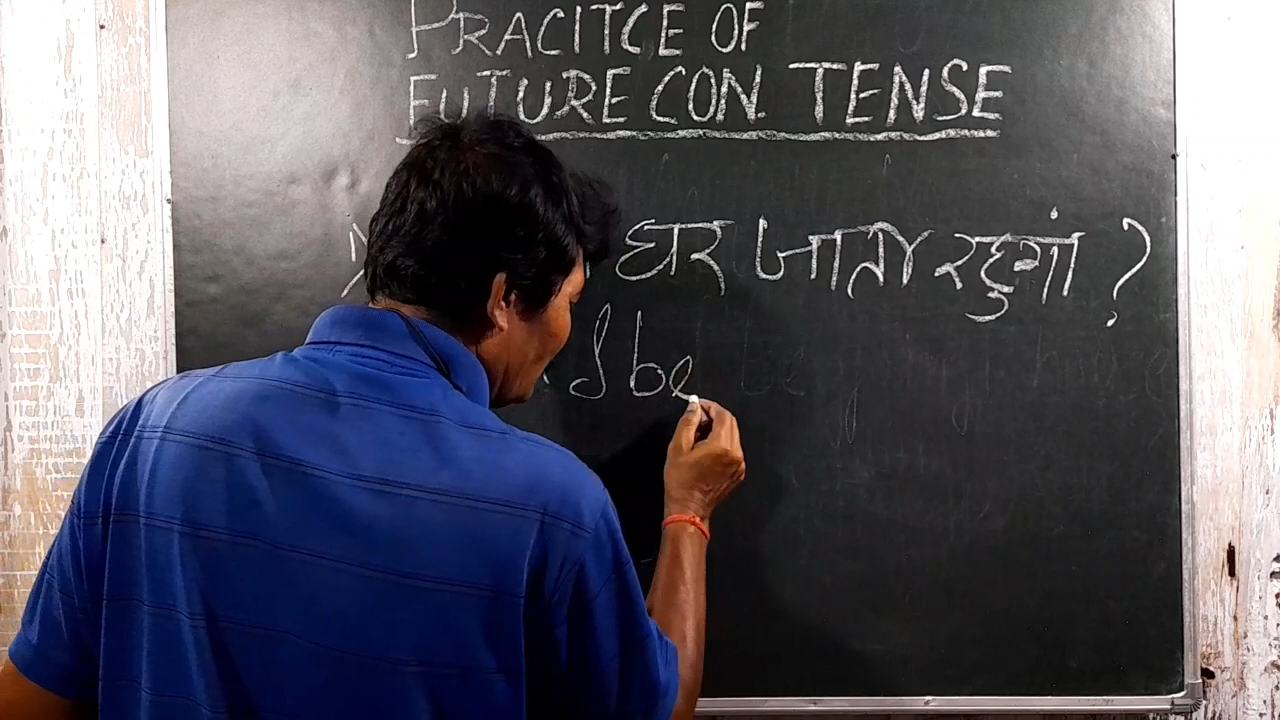 PRACITCE OF
FUTURE CON. TENSE
घर जाता रहुगां ?
I be